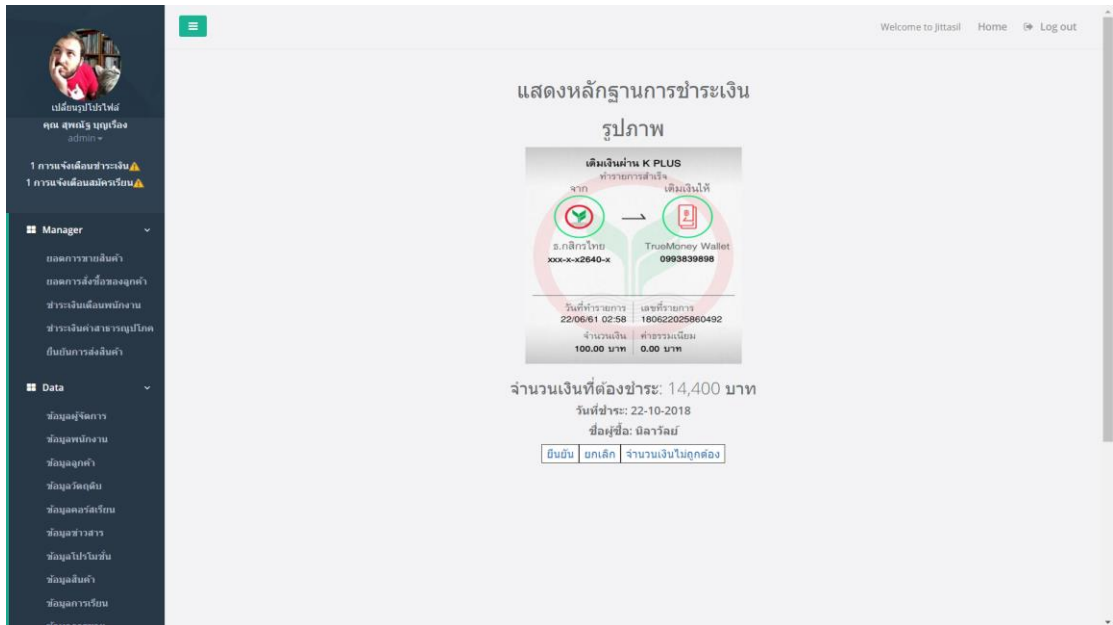 Welcome to Jittasil Home Log out
เปลี่ยนรูปโปรไฟล์
คุณ สุพณัฐ บุญเรือง
admin
1 การแจ้งเตือนชำระเงิน
1 การแจ้งเตือนสมัครเรียน
Manager
ยอดการขายสินค้า
ยอดการสั่งซื้อของลูกค้า
ชำระเงินเดือนพนักงาน
ชำระเงินค่าสาธารณูปโภค
ยืนยันการส่งสินค้า
Data
ข้อมูลผู้จัดการ
ข้อมูลพนักงาน
ข้อมูลลูกค้า
ข้อมูลวัตถุดิบ
ข้อมูลคอร์สเรียน
ข้อมูลข่าวสาร
ข้อมูลโปรโมชั่น
ข้อมูลสินค้า
ข้อมูลการเรียน
แสดงหลักฐานการชำระเงิน
รูปภาพ
เติมเงินผ่าน K PLUS
ทำรายการสำเร็จ
จาก เติมเงินให้
ธ.กสิกรไทย TrueMoney Wallet
xxx-x-x2640-x 0993839898
วันที่ทำรายการ เลขที่รายการ
22/06/61 02:58 180622025860492
จำนวนเงิน ค่าธรรมเนียม
100.00 บาท 0.00 บาท
จำนวนเงินที่ต้องชำระ: 14,400 บาท
วันที่ชำระ: 22-10-2018
ชื่อผู้ซื้อ: นิลาวัลย์
ยืนยัน ยกเลิก จำนวนเงินไม่ถูกต้อง